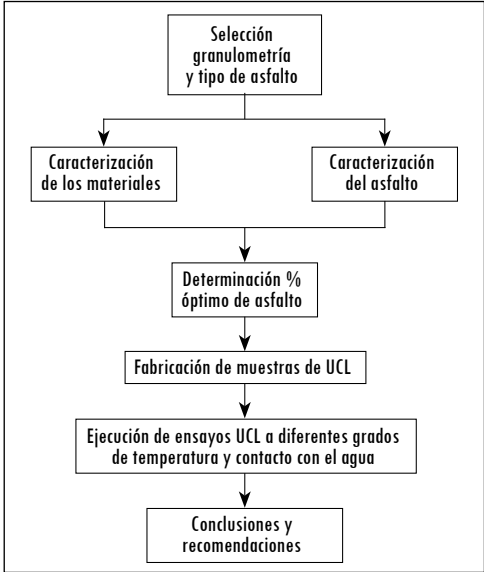 Selección
granulometría
y tipo de asfalto
Caracterización
de los materiales
Caracterización
del asfalto
Determinación %
óptimo de asfalto
Fabricación de muestras de UCL
Ejecución de ensayos UCL a diferentes grados
de temperatura y contacto con el agua
Conclusiones y
recomendaciones